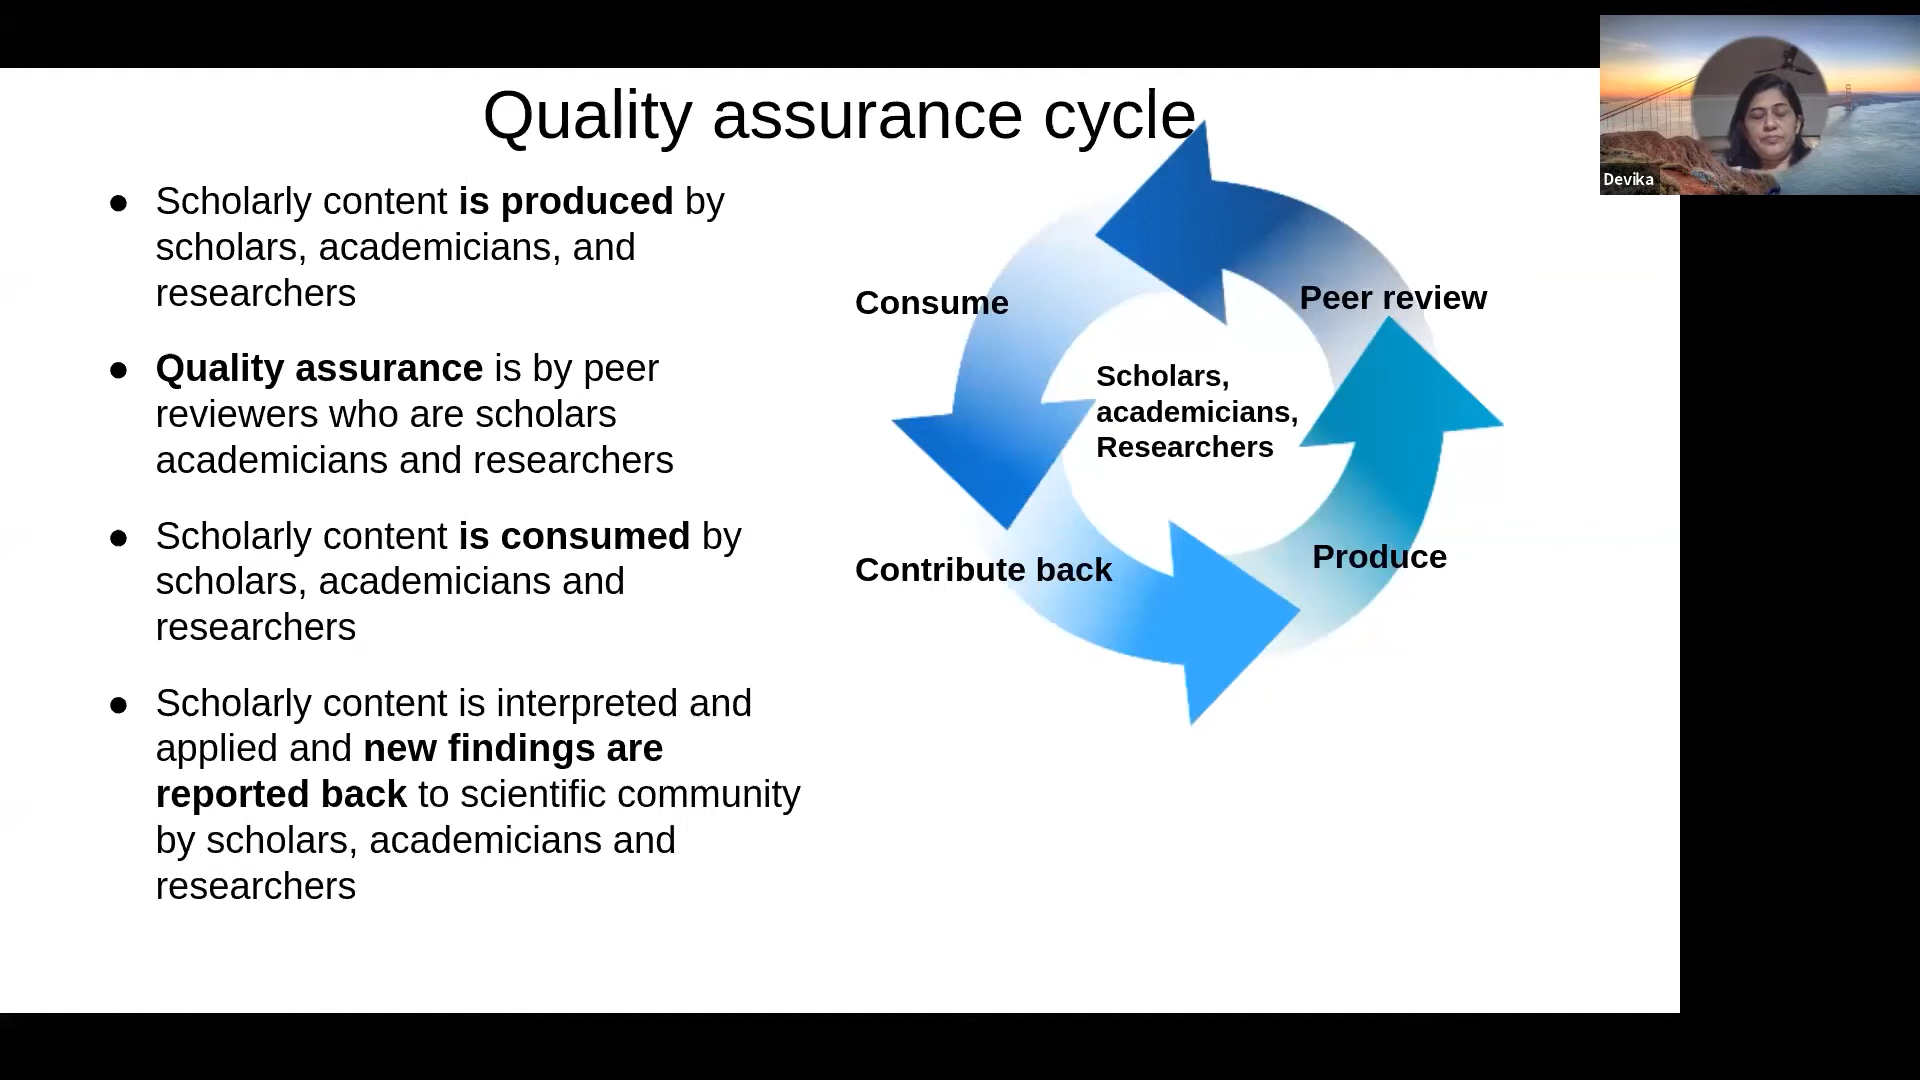 Quality assurance cycle
● Scholarly content is produced by
scholars, academicians, and
researchers
● Quality assurance is by peer
reviewers who are scholars
academicians and researchers
● Scholarly content is consumed by
scholars, academicians and
researchers
● Scholarly content is interpreted and
applied and new findings are
reported back to scientific community
by scholars, academicians and
researchers
Consume
Peer review
Scholars,
academicians,
Researchers
Contribute back
Produce
Devika